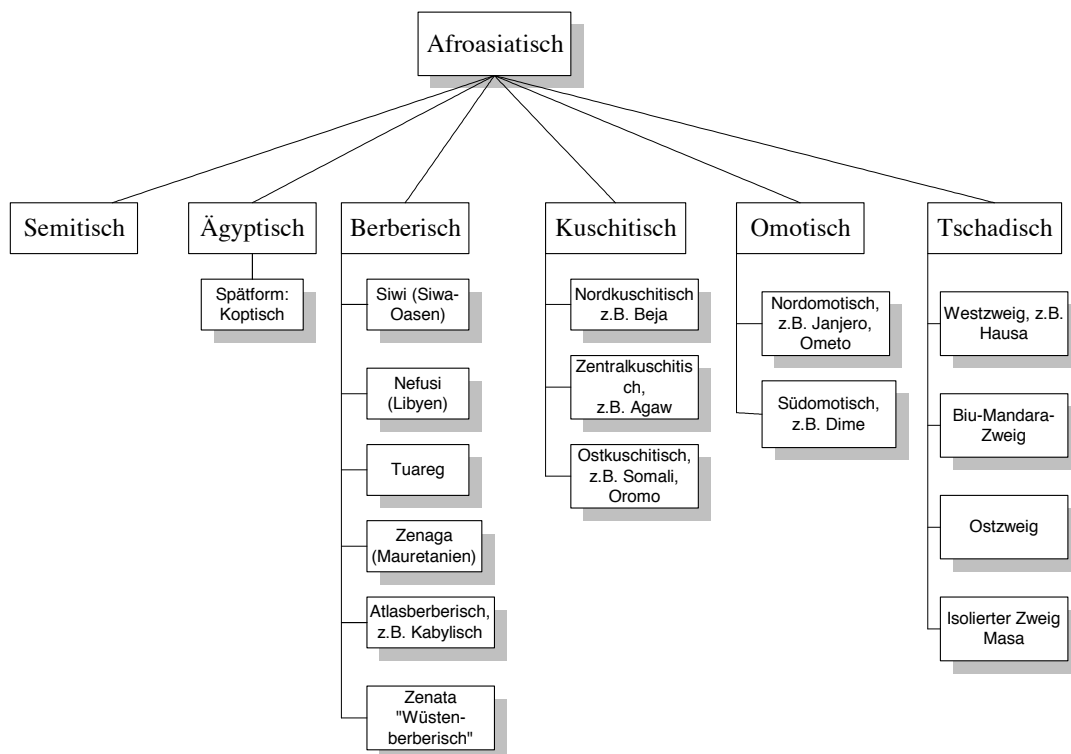 Afroasiatisch
Semitisch
Ägyptisch
Berberisch
Kuschitisch
Omotisch
Tschadisch
Spätform:
Koptisch
Siwi (Siwa-
Oasen)
Nefusi
(Libyen)
Tuareg
Zenaga
(Mauretanien)
Atlasberberisch,
z.B. Kabylisch
Zenata
"Wüsten-
berberisch"
Nordkuschitisch
z.B. Beja
Zentralkuschitis
ch,
z.B. Agaw
Ostkuschitisch,
z.B. Somali,
Oromo
Nordomotisch,
z.B. Janjero,
Ometo
Südomotisch,
z.B. Dime
Westzweig, z.B.
Hausa
Biu-Mandara-
Zweig
Ostzweig
Isolierter Zweig
Masa